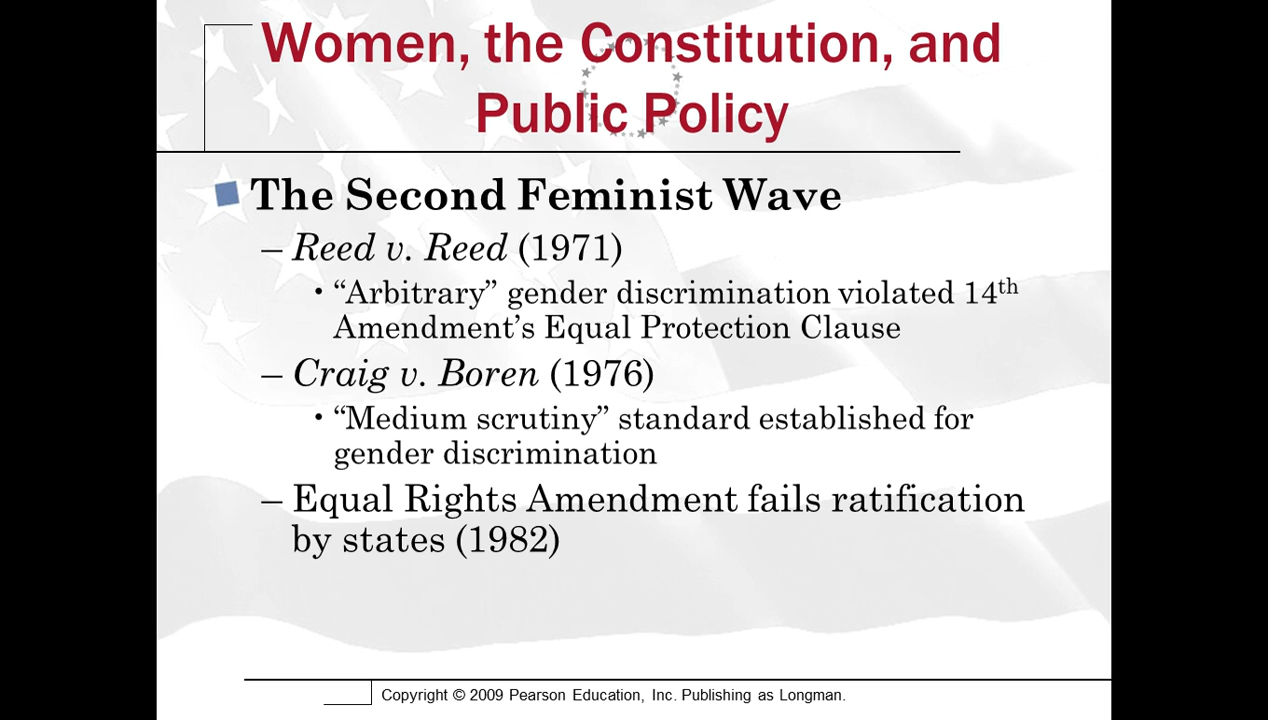 Women, the Constitution, and
Public Policy
The Second Feminist Wave
– Reed v. Reed (1971)
• “Arbitrary” gender discrimination violated 14th
Amendment’s Equal Protection Clause
– Craig v. Boren (1976)
• “Medium scrutiny” standard established for
gender discrimination
– Equal Rights Amendment fails ratification
by states (1982)
Copyright © 2009 Pearson Education, Inc. Publishing as Longman.